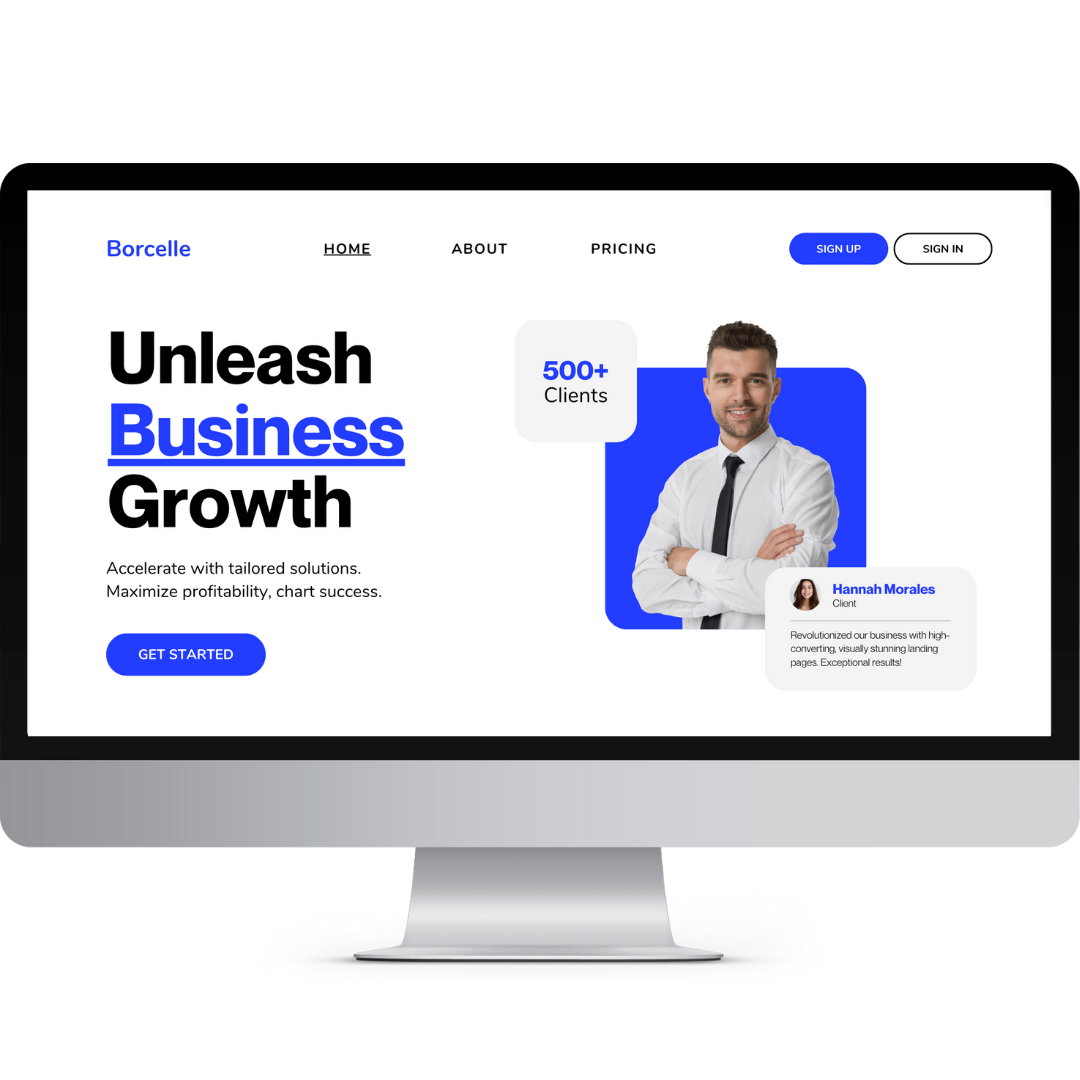 Borcelle
HOME
ABOUT
PRICING
SIGN UP
SIGN IN
Unleash
Business
Growth
Accelerate with tailored solutions.
Maximize profitability, chart success.
GET STARTED
500+
Clients
Hannah Morales
Client
Revolutionized our business with high-
converting, visually stunning landing
pages. Exceptional results!